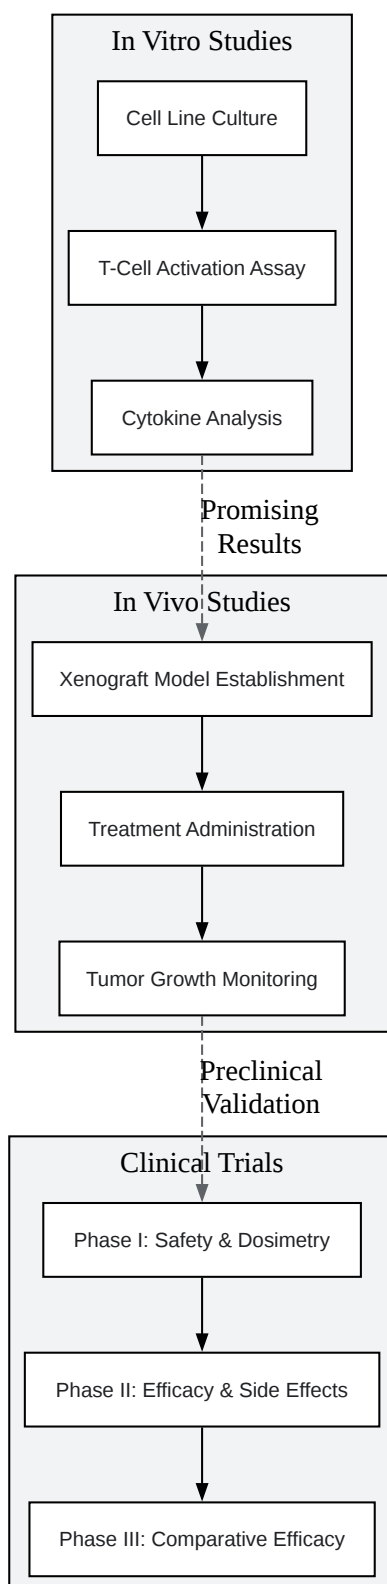 In Vitro Studies
Cell Line Culture
T-Cell Activation Assay
Cytokine Analysis
Promising
Results
In Vivo Studies
Xenograft Model Establishment
Treatment Administration
Tumor Growth Monitoring
Preclinical
Validation
Clinical Trials
Phase I: Safety & Dosimetry
Phase II: Efficacy & Side Effects
Phase III: Comparative Efficacy